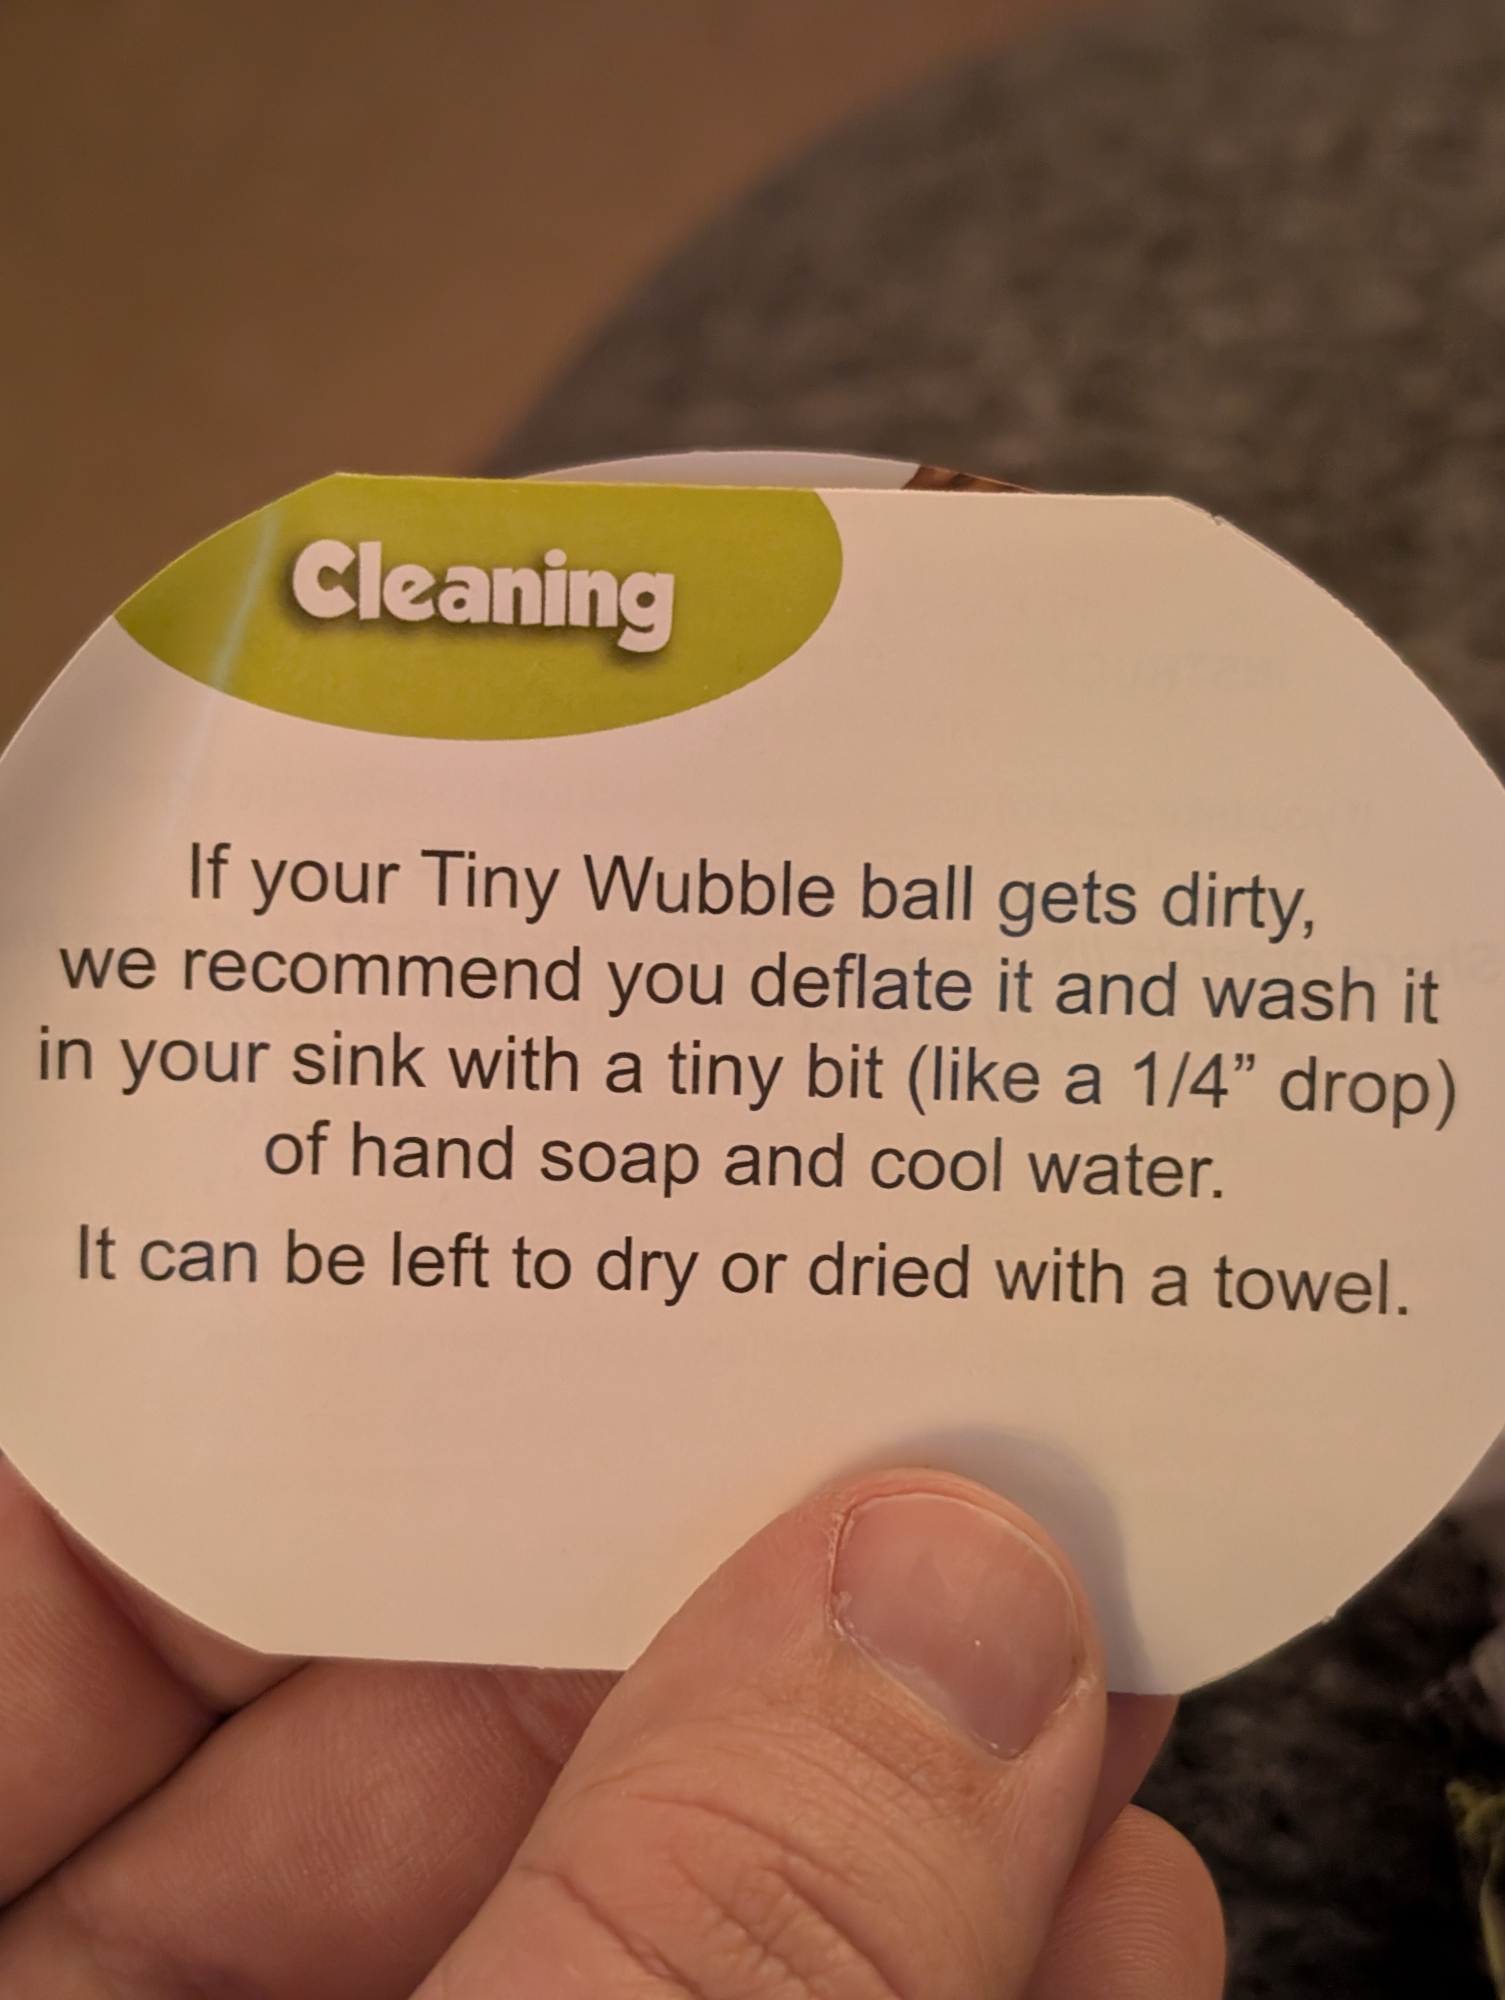 Cleaning
If your Tiny Wubble ball gets dirty,
we recommend you deflate it and wash it
in your sink with a tiny bit (like a 1/4” drop)
of hand soap and cool water.
It can be left to dry or dried with a towel.